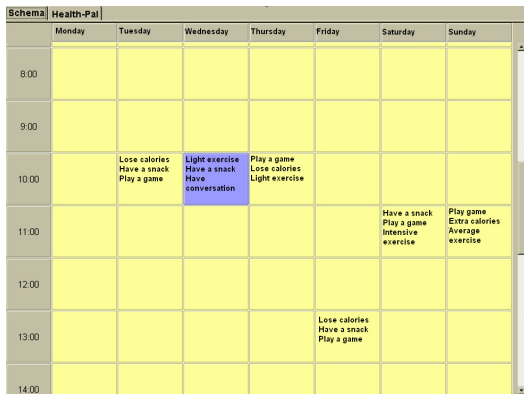 Schema Health-Pal
Monday Tuesday Wednesday Thursday Friday Saturday Sunday
8:00
9:00
10:00
Lose calories
Have a snack
Play a game
Light exercise
Have a snack
Have
conversation
Play a game
Lose calories
Light exercise
11:00
Have a snack
Play a game
Intensive
exercise
Play game
Extra calories
Average
exercise
12:00
13:00
Lose calories
Have a snack
Play a game
14:00